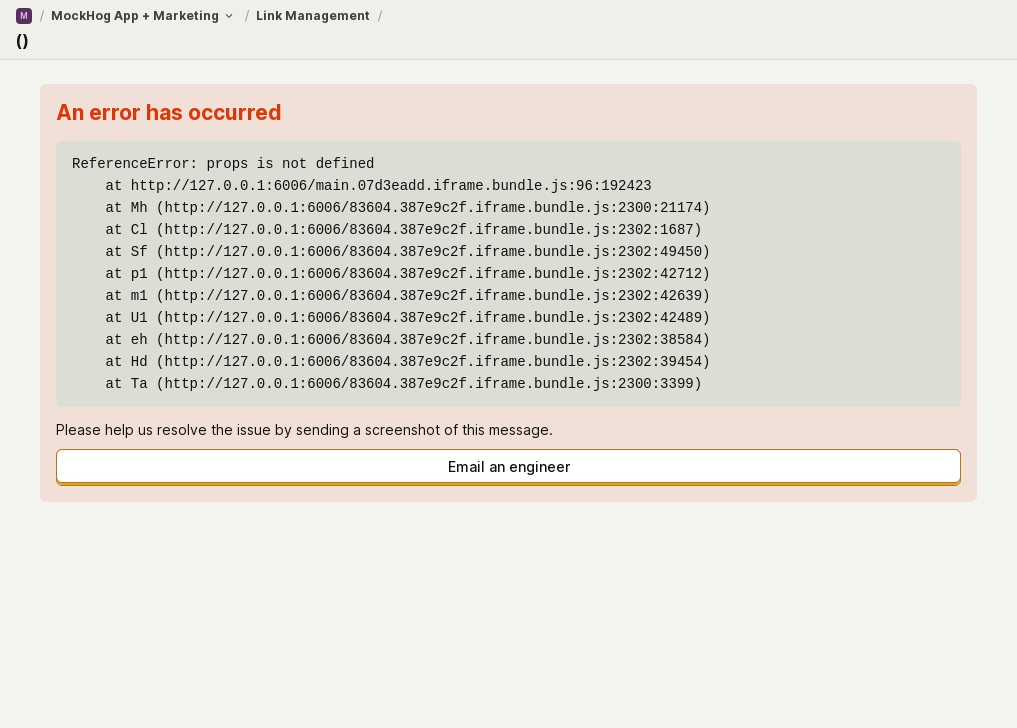 M / MockHog App + Marketing / Link Management /
()
An error has occurred
ReferenceError: props is not defined
at http://127.0.0.1:6006/main.07d3eadd.iframe.bundle.js:96:192423
at Mh (http://127.0.0.1:6006/83604.387e9c2f.iframe.bundle.js:2300:21174)
at Cl (http://127.0.0.1:6006/83604.387e9c2f.iframe.bundle.js:2302:1687)
at Sf (http://127.0.0.1:6006/83604.387e9c2f.iframe.bundle.js:2302:49450)
at p1 (http://127.0.0.1:6006/83604.387e9c2f.iframe.bundle.js:2302:42712)
at m1 (http://127.0.0.1:6006/83604.387e9c2f.iframe.bundle.js:2302:42639)
at U1 (http://127.0.0.1:6006/83604.387e9c2f.iframe.bundle.js:2302:42489)
at eh (http://127.0.0.1:6006/83604.387e9c2f.iframe.bundle.js:2302:38584)
at Hd (http://127.0.0.1:6006/83604.387e9c2f.iframe.bundle.js:2302:39454)
at Ta (http://127.0.0.1:6006/83604.387e9c2f.iframe.bundle.js:2300:3399)
Please help us resolve the issue by sending a screenshot of this message.
Email an engineer